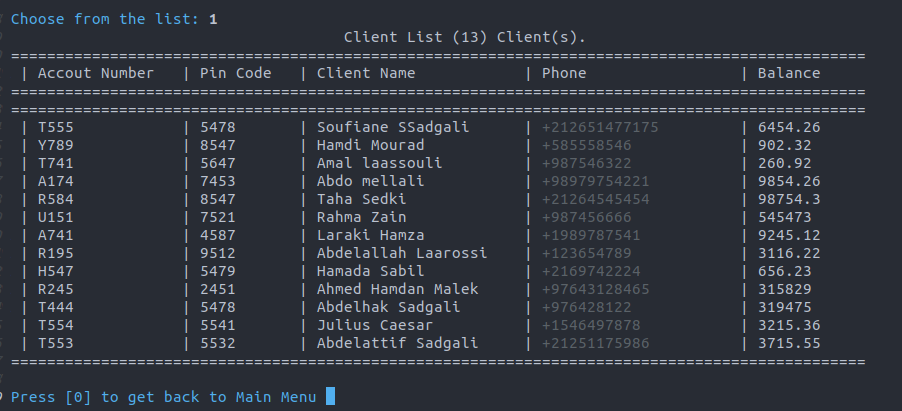 Choose from the list: 1
Client List (13) Client(s).
===============================================================================================
| Accout Number | Pin Code | Client Name | Phone | Balance
===============================================================================================
===============================================================================================
| T555 | 5478 | Soufiane SSadgali | +212651477175 | 6454.26
| Y789 | 8547 | Hamdi Mourad | +585558546 | 902.32
| T741 | 5647 | Amal laassouli | +987546322 | 260.92
| A174 | 7453 | Abdo mellali | +98979754221 | 9854.26
| R584 | 8547 | Taha Sedki | +21264545454 | 98754.3
| U151 | 7521 | Rahma Zain | +987456666 | 545473
| A741 | 4587 | Laraki Hamza | +1989787541 | 9245.12
| R195 | 9512 | Abdelallah Laarossi | +123654789 | 3116.22
| H547 | 5479 | Hamada Sabil | +2169742224 | 656.23
| R245 | 2451 | Ahmed Hamdan Malek | +97643128465 | 315829
| T444 | 5478 | Abdelhak Sadgali | +976428122 | 319475
| T554 | 5541 | Julius Caesar | +1546497878 | 3215.36
| T553 | 5532 | Abdelattif Sadgali | +21251175986 | 3715.55
===============================================================================================
Press [0] to get back to Main Menu